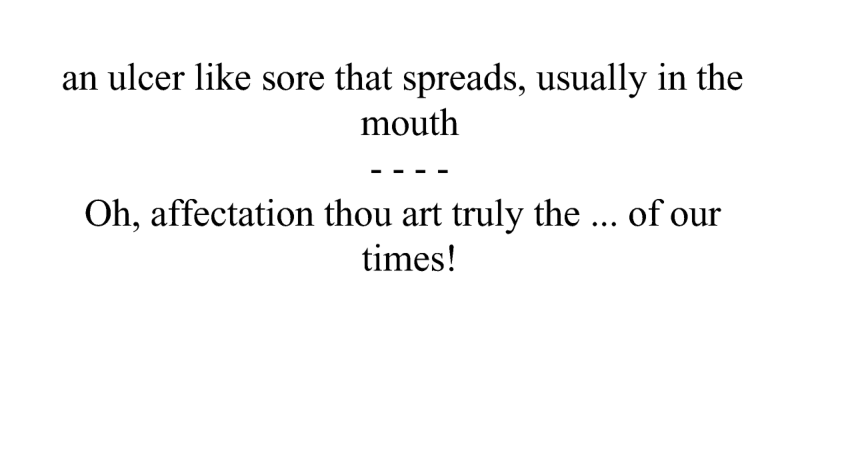 an ulcer like sore that spreads, usually in the
mouth
- - - -
Oh, affectation thou art truly the ... of our
times!